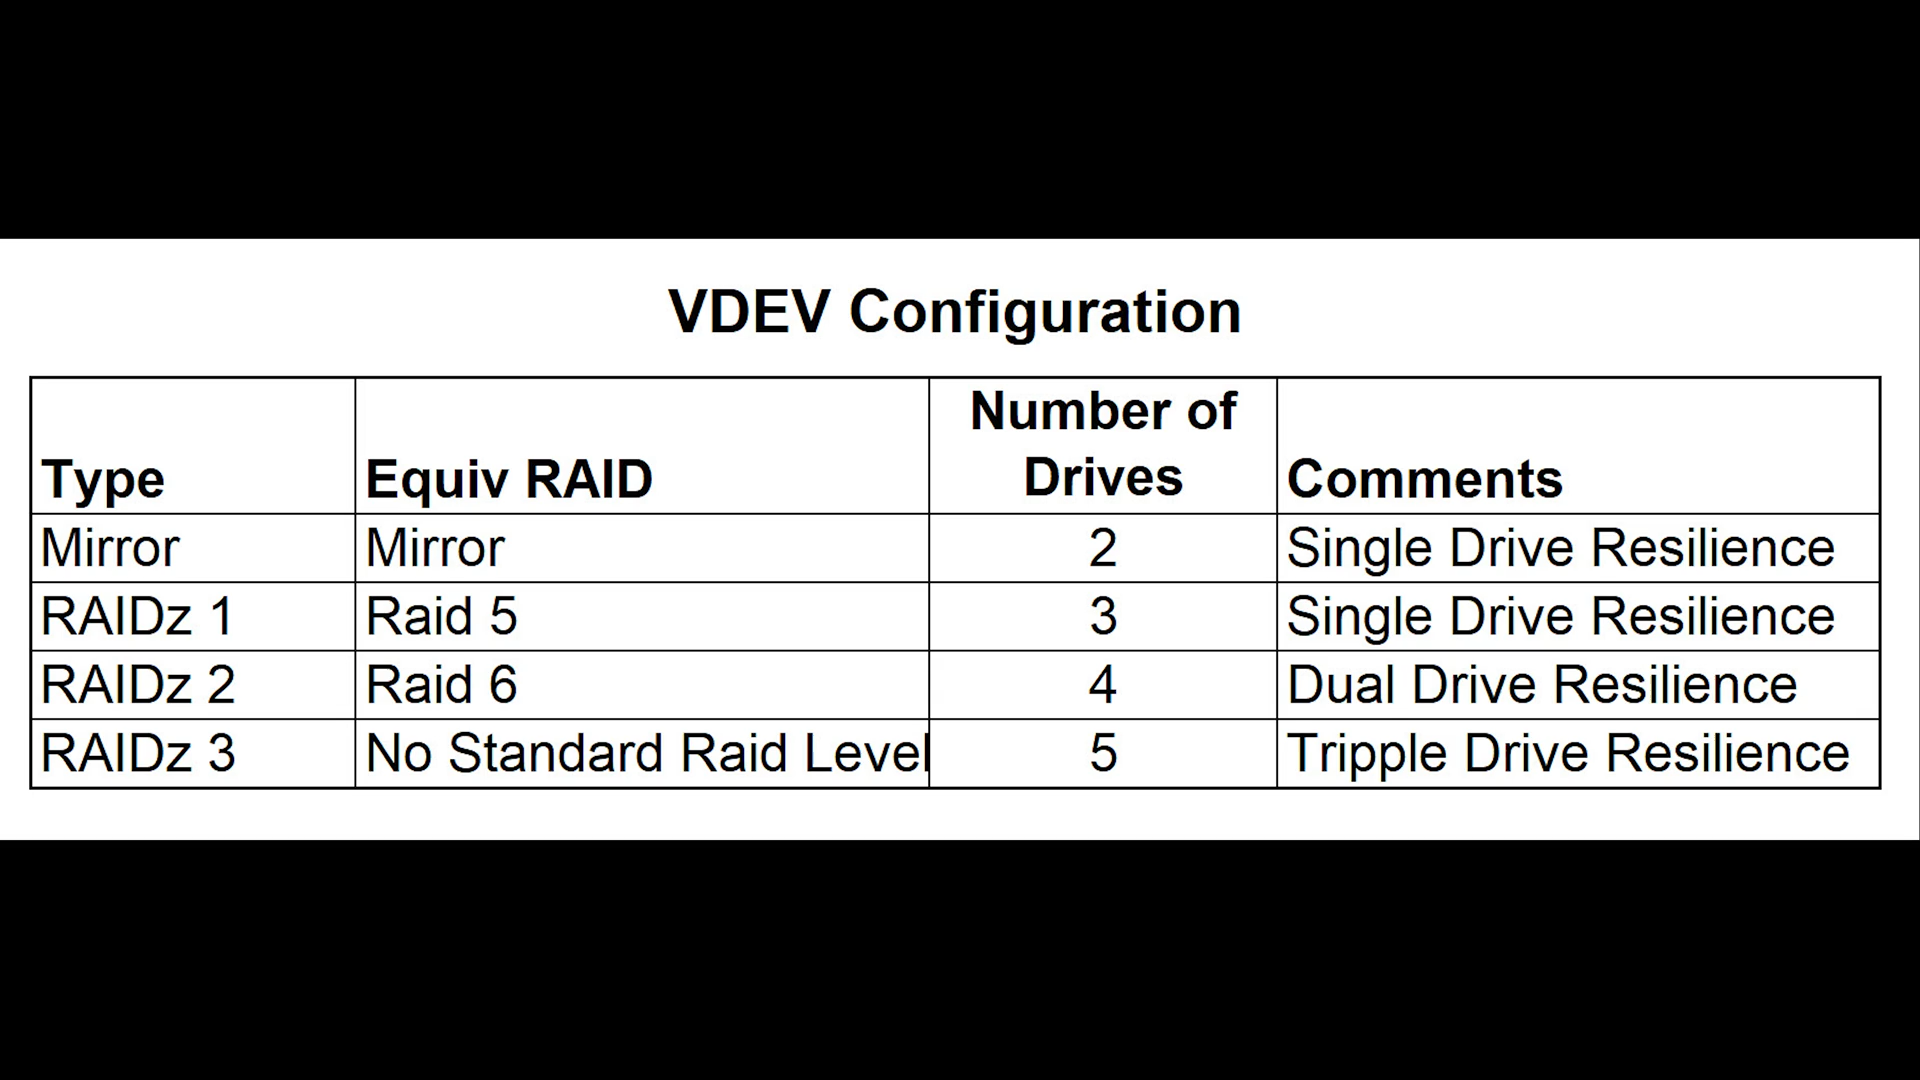 VDEV Configuration
Type Equiv RAID Number of Drives Comments
Mirror Mirror 2 Single Drive Resilience
RAIDz 1 Raid 5 3 Single Drive Resilience
RAIDz 2 Raid 6 4 Dual Drive Resilience
RAIDz 3 No Standard Raid Level 5 Tripple Drive Resilience